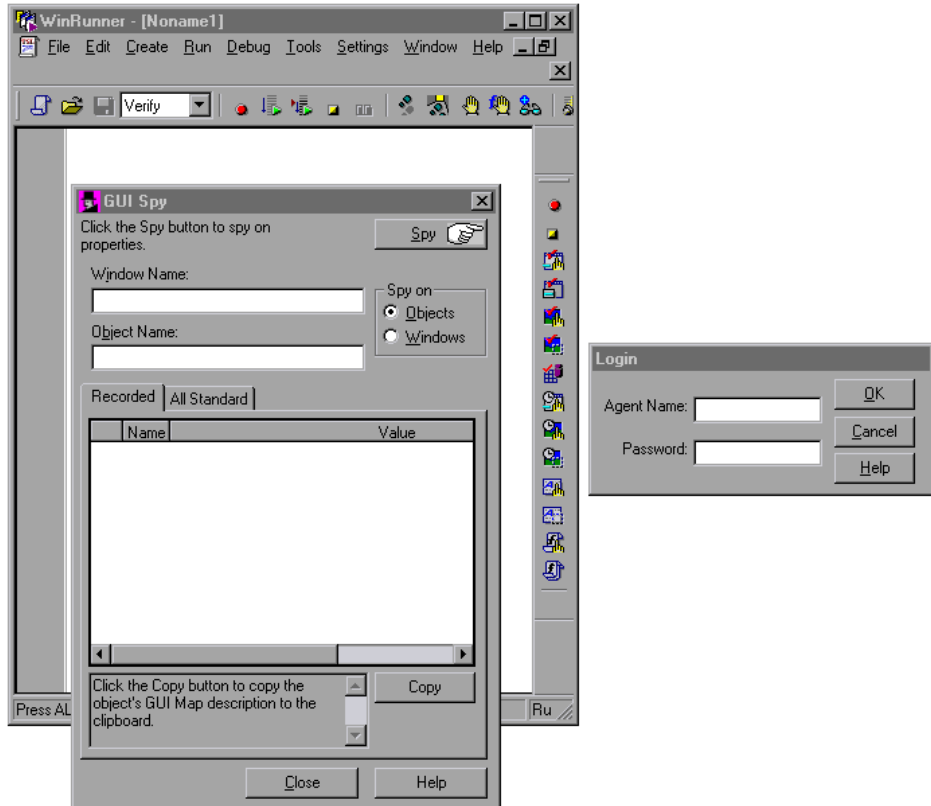 WinRunner - [Noname1]
File Edit Create Run Debug Tools Settings Window Help
Verify
GUI Spy
Click the Spy button to spy on
properties.
Spy
Window Name:
Spy on
Objects
Windows
Object Name:
Recorded All Standard
Name Value
Click the Copy button to copy the
object's GUI Map description to the
clipboard.
Copy
Close Help
Press AL
Ru
Login
Agent Name:
Password:
OK
Cancel
Help